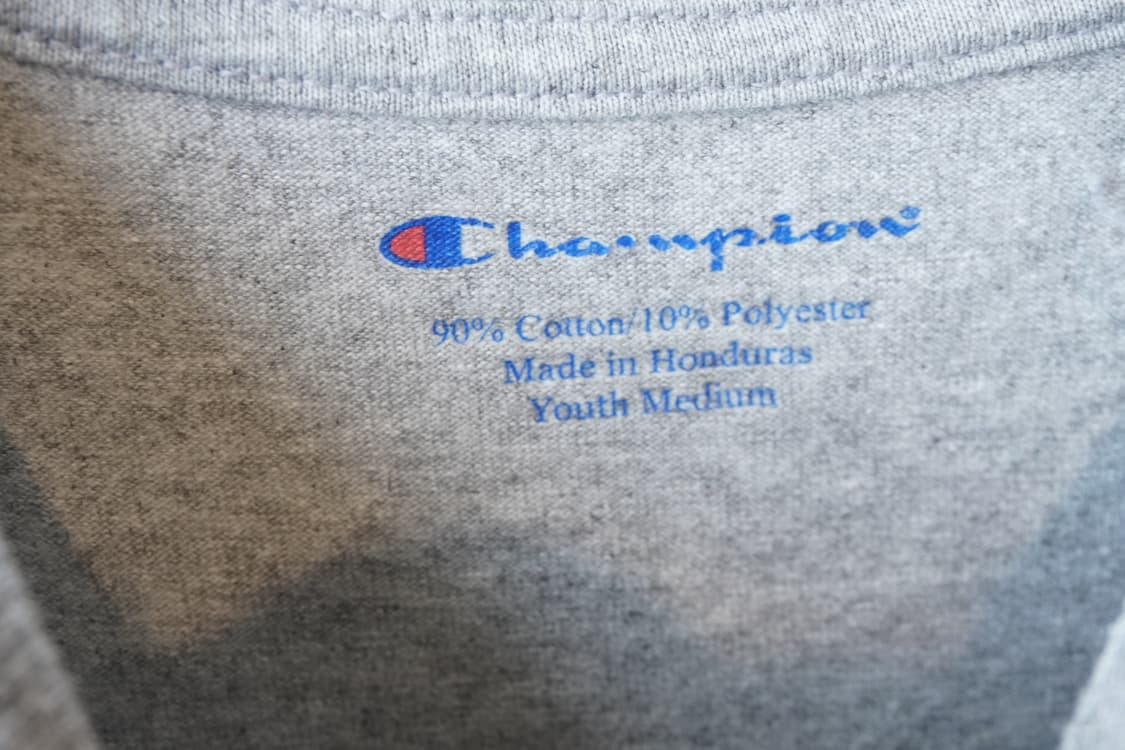 Champion
90% Cotton/10% Polyester
Made in Honduras
Youth Medium